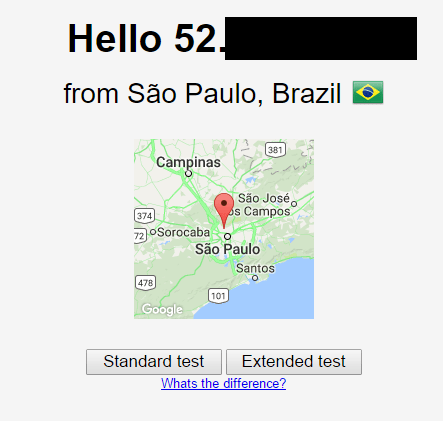 Hello 52.
from São Paulo, Brazil
381
Campinas
São José
os Campos
374
72
Sorocaba
São Paulo
Santos
478
101
Google
Standard test
Extended test
Whats the difference?